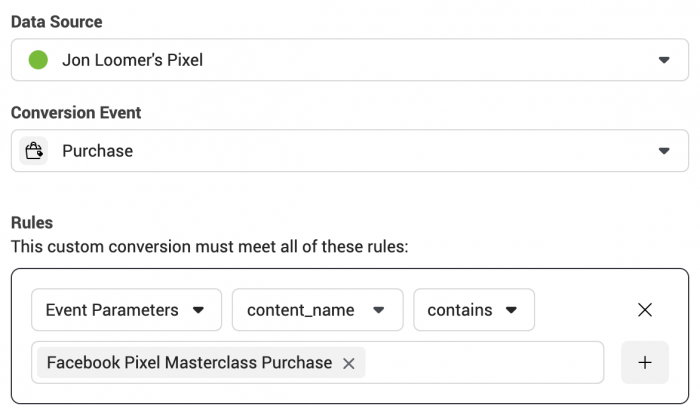 Data Source
Jon Loomer's Pixel
Conversion Event
Purchase
Rules
This custom conversion must meet all of these rules:
Event Parameters content_name contains
Facebook Pixel Masterclass Purchase